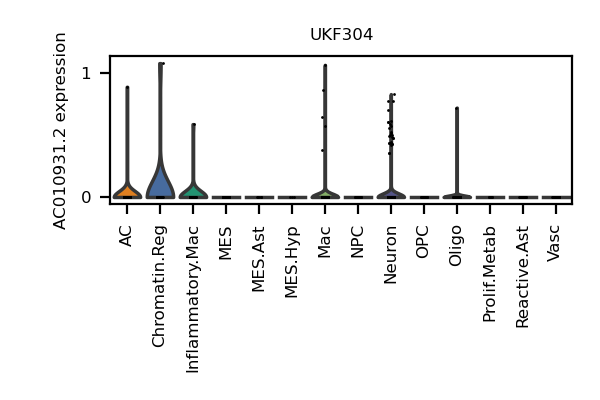 UKF304
AC010931.2 expression
1
0
AC
Chromatin.Reg
Inflammatory.Mac
MES
MES.Ast
MES.Hyp
Mac
NPC
Neuron
OPC
Oligo
Prolif.Metab
Reactive.Ast
Vasc